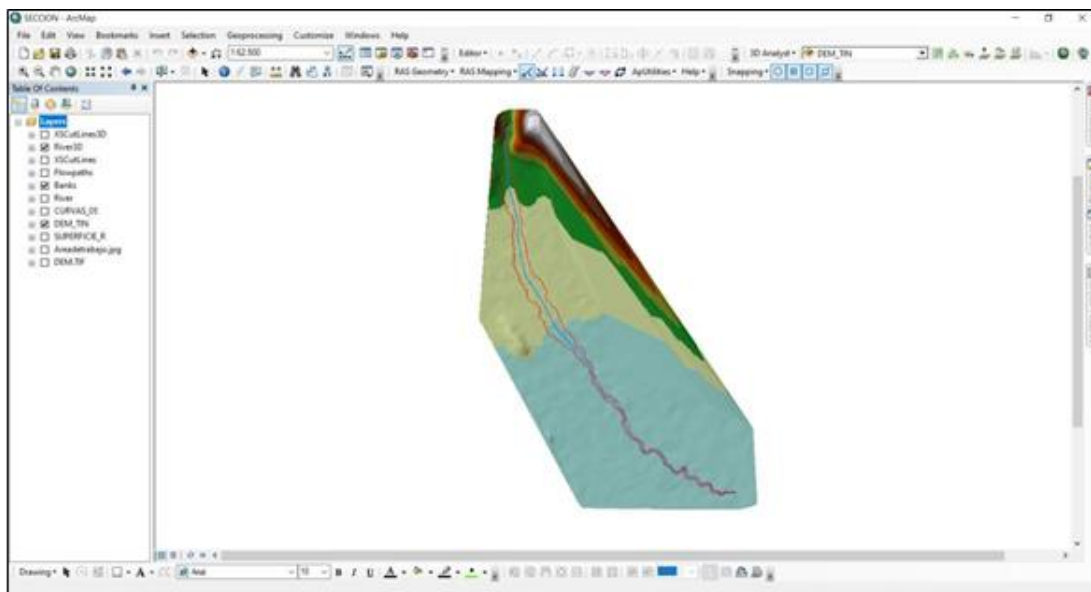 SECCION - ArcMap
File Edit View Bookmarks Insert Selection Geoprocessing Customize Windows Help
1:62.500 Editor 3D Analyst DEM_TIN
RAS Geometry RAS Mapping ApUtilities Help Snapping
Table Of Contents
Layers
XSCutLines3D
River3D
XSCutLines
Flowpaths
Banks
River
CURVAS_05
DEM_TIN
SUPERFICIE_R
Areadetrabajo.jpg
DEM.TIF
Drawing A Arial 10 B I U A